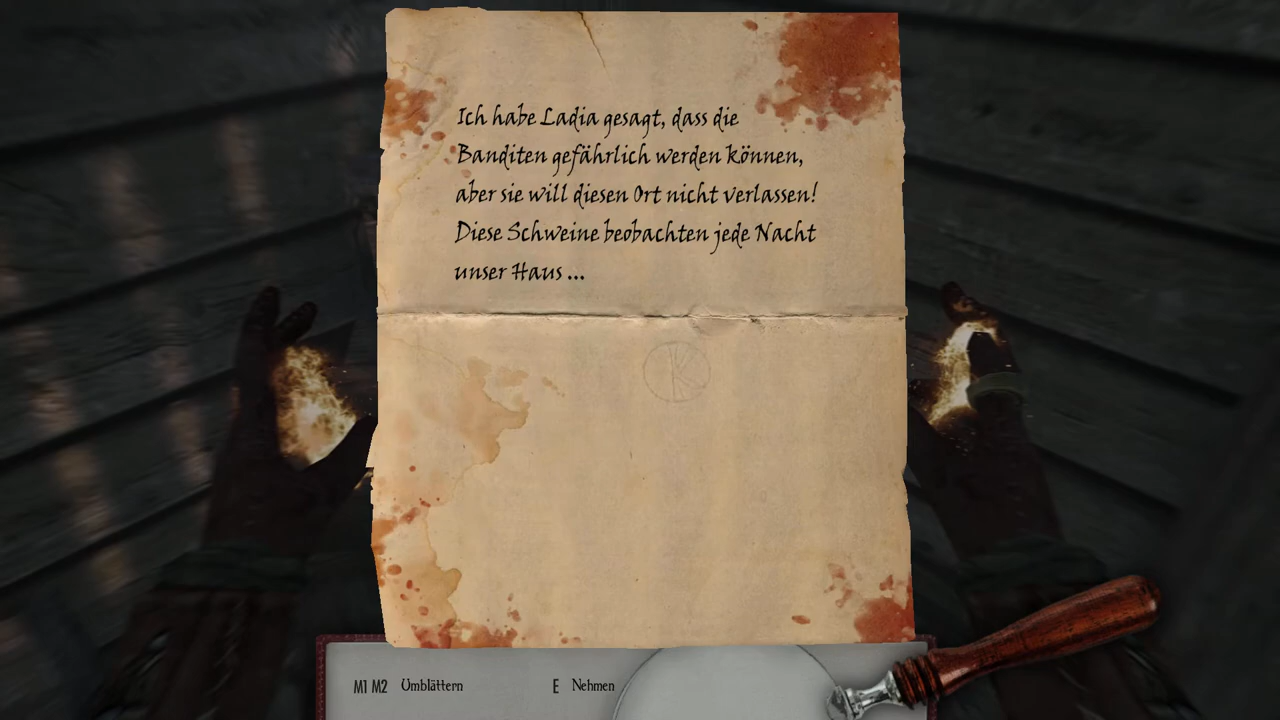 Ich habe Ladia gesagt, dass die
Banditen gefährlich werden können,
aber sie will diesen Ort nicht verlassen!
Diese Schweine beobachten jede Nacht
unser Haus ...
K
M1 M2 Umblättern E Nehmen